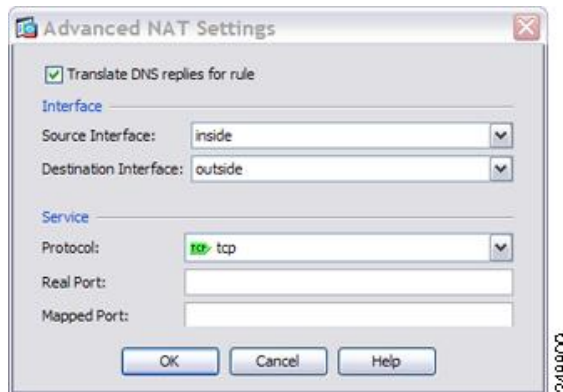 Advanced NAT Settings
Translate DNS replies for rule
Interface
Source Interface: inside
Destination Interface: outside
Service
Protocol: TCP tcp
Real Port:
Mapped Port:
OK Cancel Help